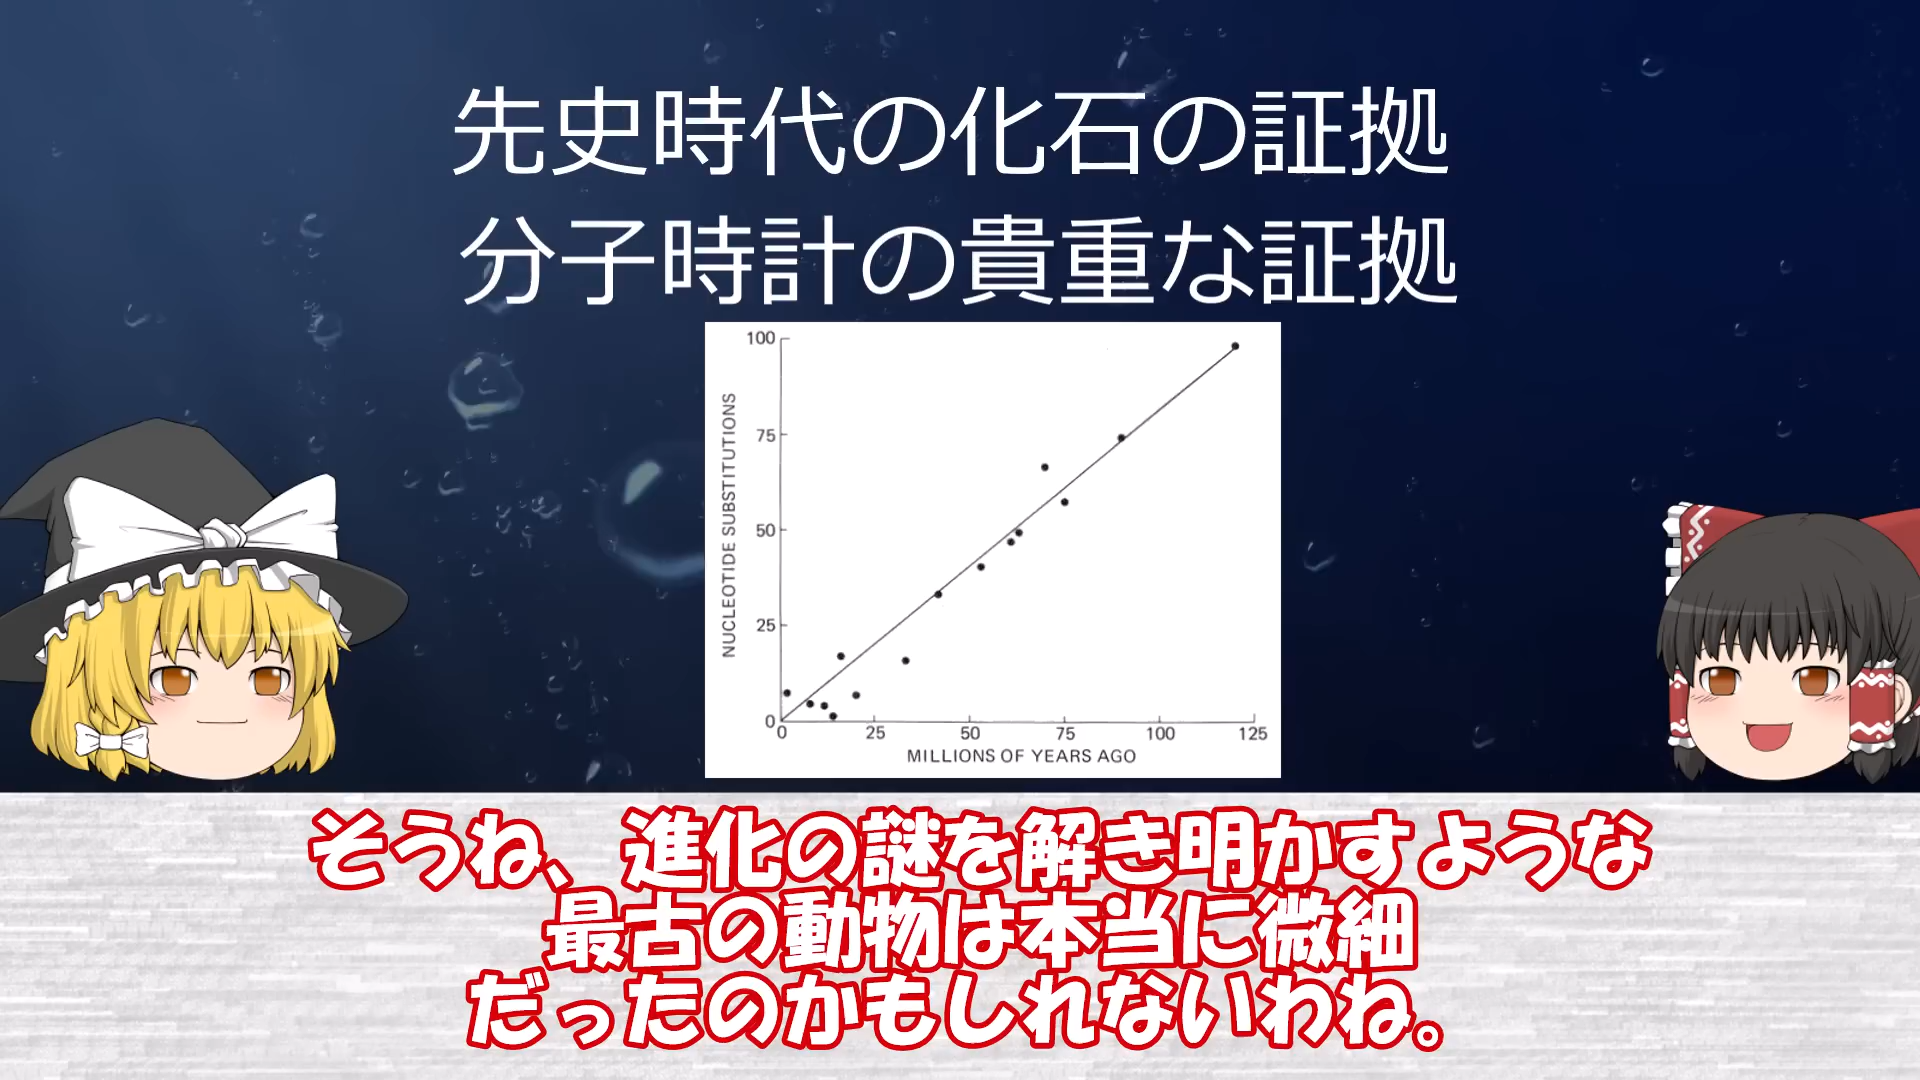 先史時代の化石の証拠
分子時計の貴重な証拠
100
75
50
25
0
NUCLEOTIDE SUBSTITUTIONS
0 25 50 75 100 125
MILLIONS OF YEARS AGO
そうね、進化の謎を解き明かすような
最古の動物は本当に微細
だったのかもしれないわね。